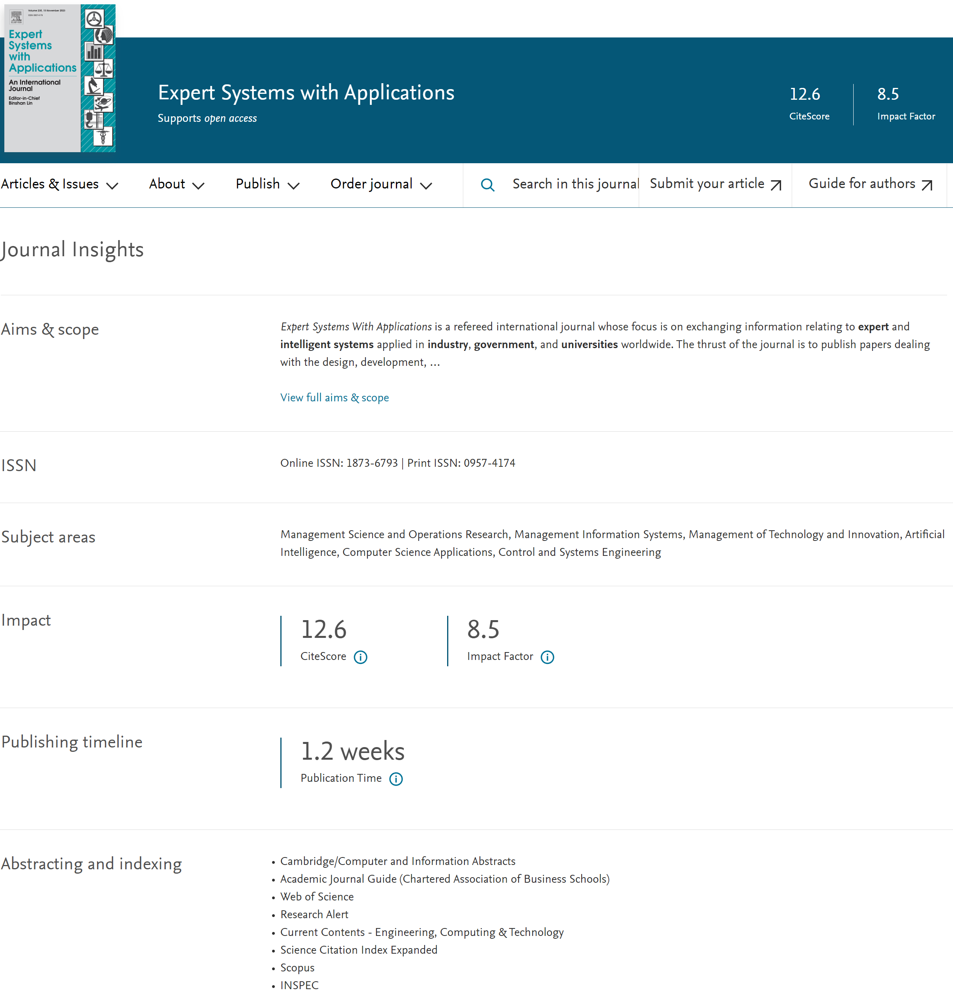 Volume 230, 15 November 2023
ISSN 0957-4174
ELSEVIER
Expert
Systems
with
Applications
An International
Journal
Editor-in-Chief
Binshan Lin
Expert Systems with Applications
Supports open access
12.6
CiteScore
8.5
Impact Factor
Articles & Issues
About
Publish
Order journal
Search in this journal
Submit your article
Guide for authors
Journal Insights
Aims & scope
Expert Systems With Applications is a refereed international journal whose focus is on exchanging information relating to expert and
intelligent systems applied in industry, government, and universities worldwide. The thrust of the journal is to publish papers dealing
with the design, development, …
View full aims & scope
ISSN
Online ISSN: 1873-6793 | Print ISSN: 0957-4174
Subject areas
Management Science and Operations Research, Management Information Systems, Management of Technology and Innovation, Artificial
Intelligence, Computer Science Applications, Control and Systems Engineering
Impact
12.6
CiteScore
8.5
Impact Factor
Publishing timeline
1.2 weeks
Publication Time
Abstracting and indexing
• Cambridge/Computer and Information Abstracts
• Academic Journal Guide (Chartered Association of Business Schools)
• Web of Science
• Research Alert
• Current Contents - Engineering, Computing & Technology
• Science Citation Index Expanded
• Scopus
• INSPEC